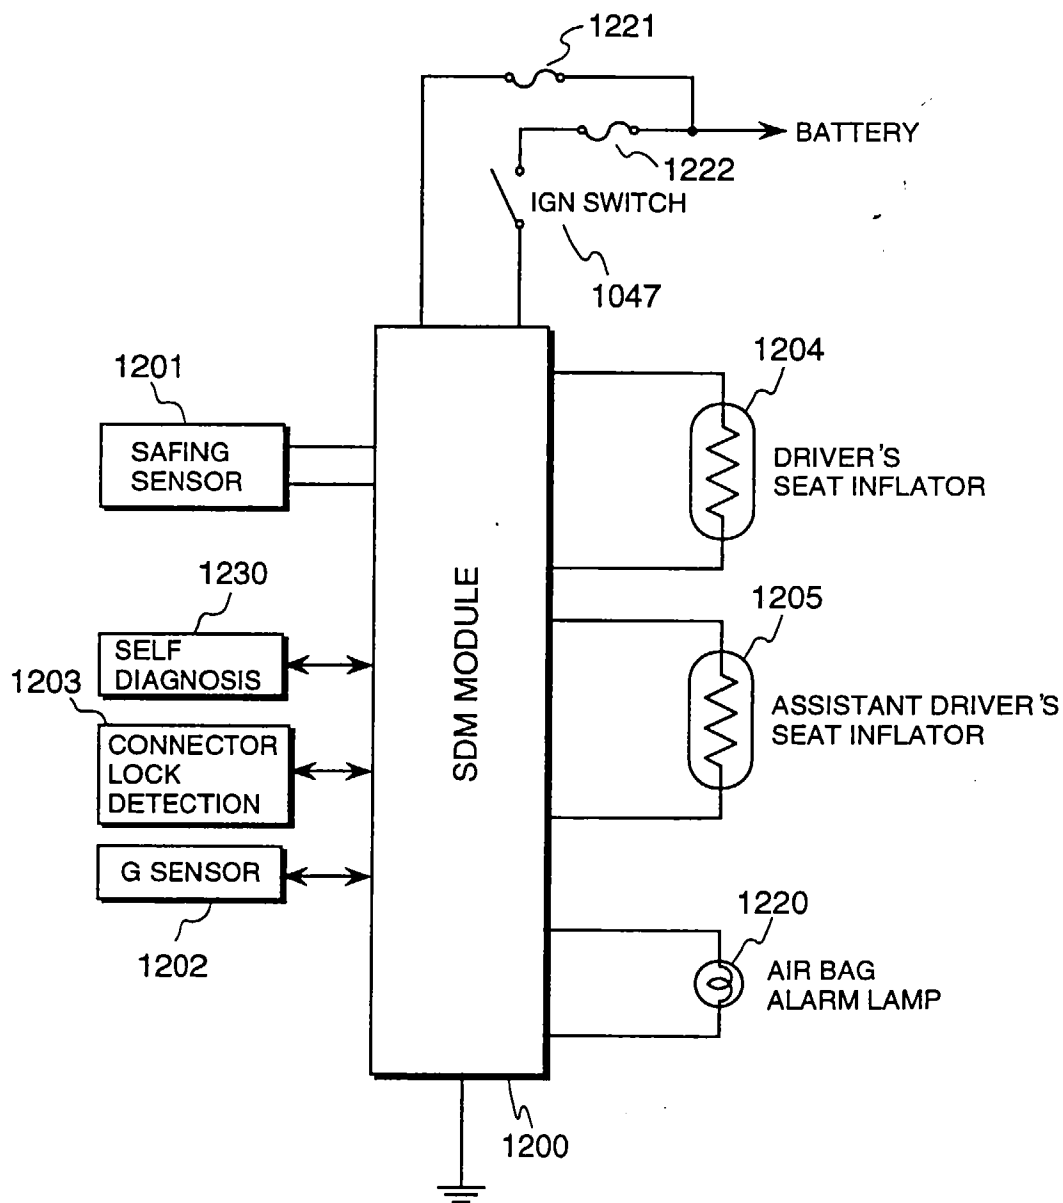 1221
BATTERY
1222
IGN SWITCH
1047
1201
SAFING
SENSOR
1204
DRIVER'S
SEAT INFLATOR
1230
SELF
DIAGNOSIS
1203
CONNECTOR
LOCK
DETECTION
G SENSOR
1202
SDM MODULE
1205
ASSISTANT DRIVER'S
SEAT INFLATOR
1220
AIR BAG
ALARM LAMP
1200